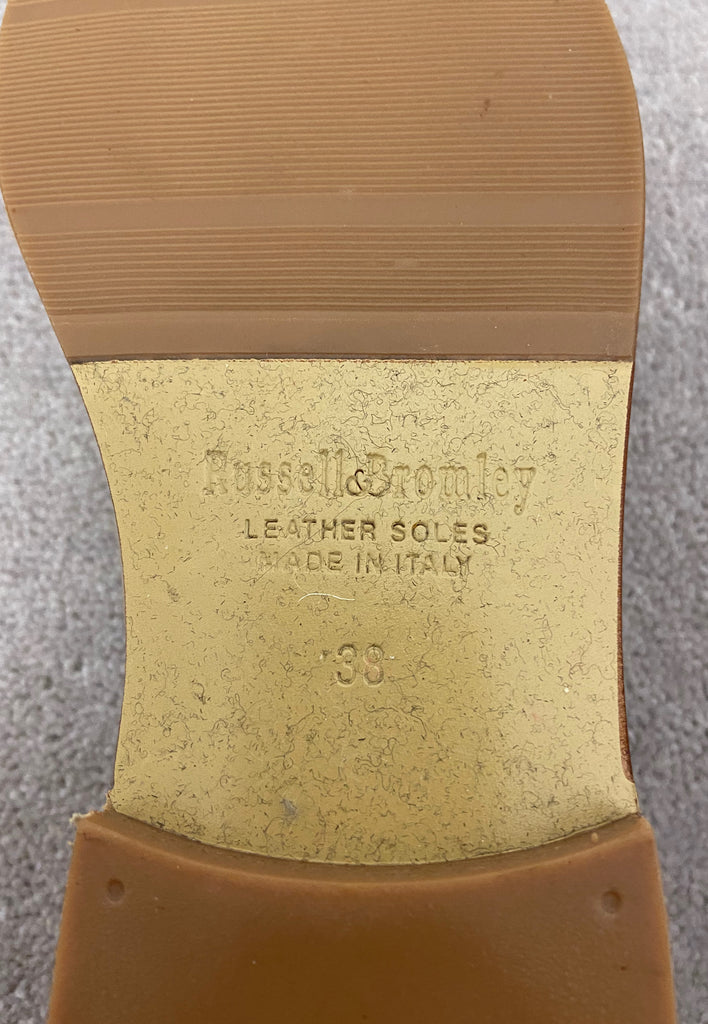 Russell&Bromley
LEATHER SOLES
MADE IN ITALY
38